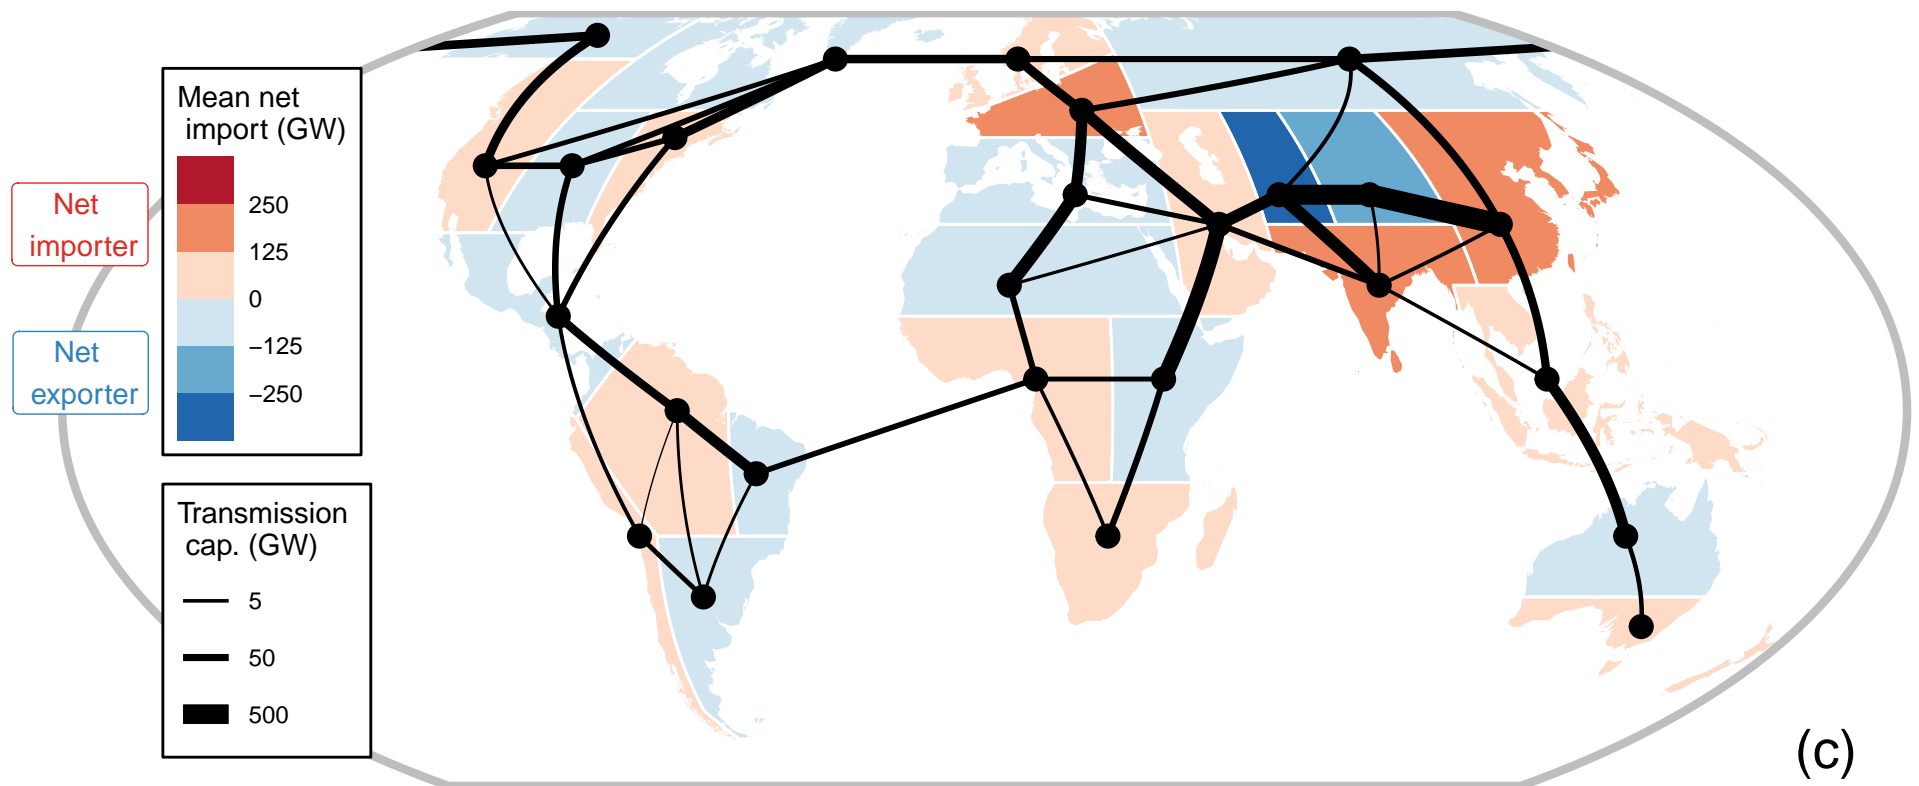 Mean net
import (GW)
250
125
0
−125
−250
Net
importer
Net
exporter
Transmission
cap. (GW)
5
50
500
(c)